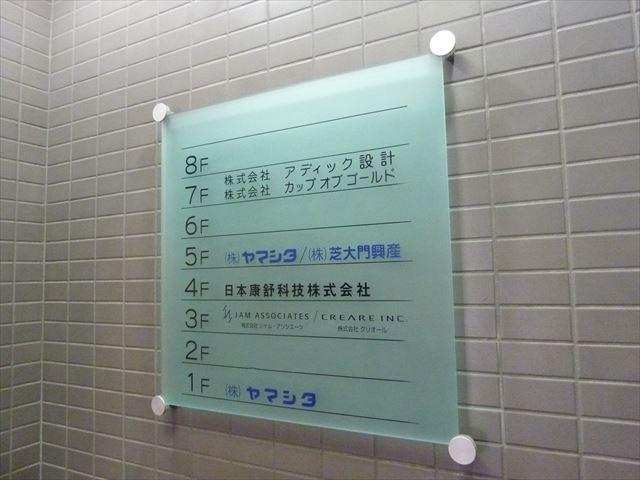 8F 株式会社 アディック設計
7F 株式会社 カップオブゴールド
6F
5F (株)ヤマシタ/(株)芝大門興産
4F 日本康舒科技株式会社
3F JAM ASSOCIATES / CREARE INC.
株式会社 ジャム・アソシエーツ 株式会社 クリオール
2F
1F (株)ヤマシタ